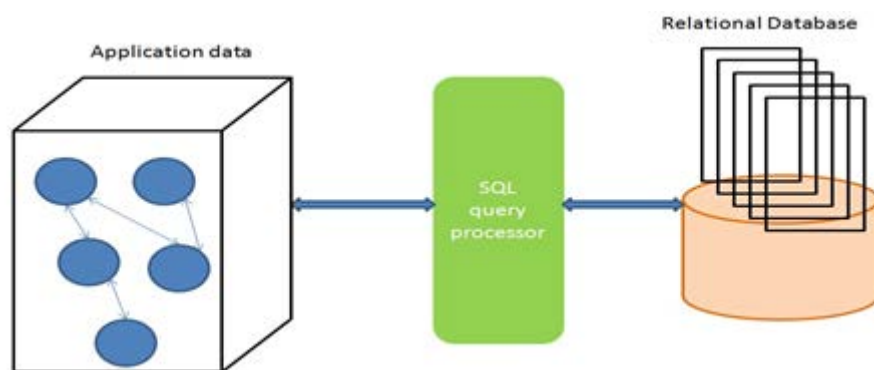 Application data
Relational Database
SQL
query
processor